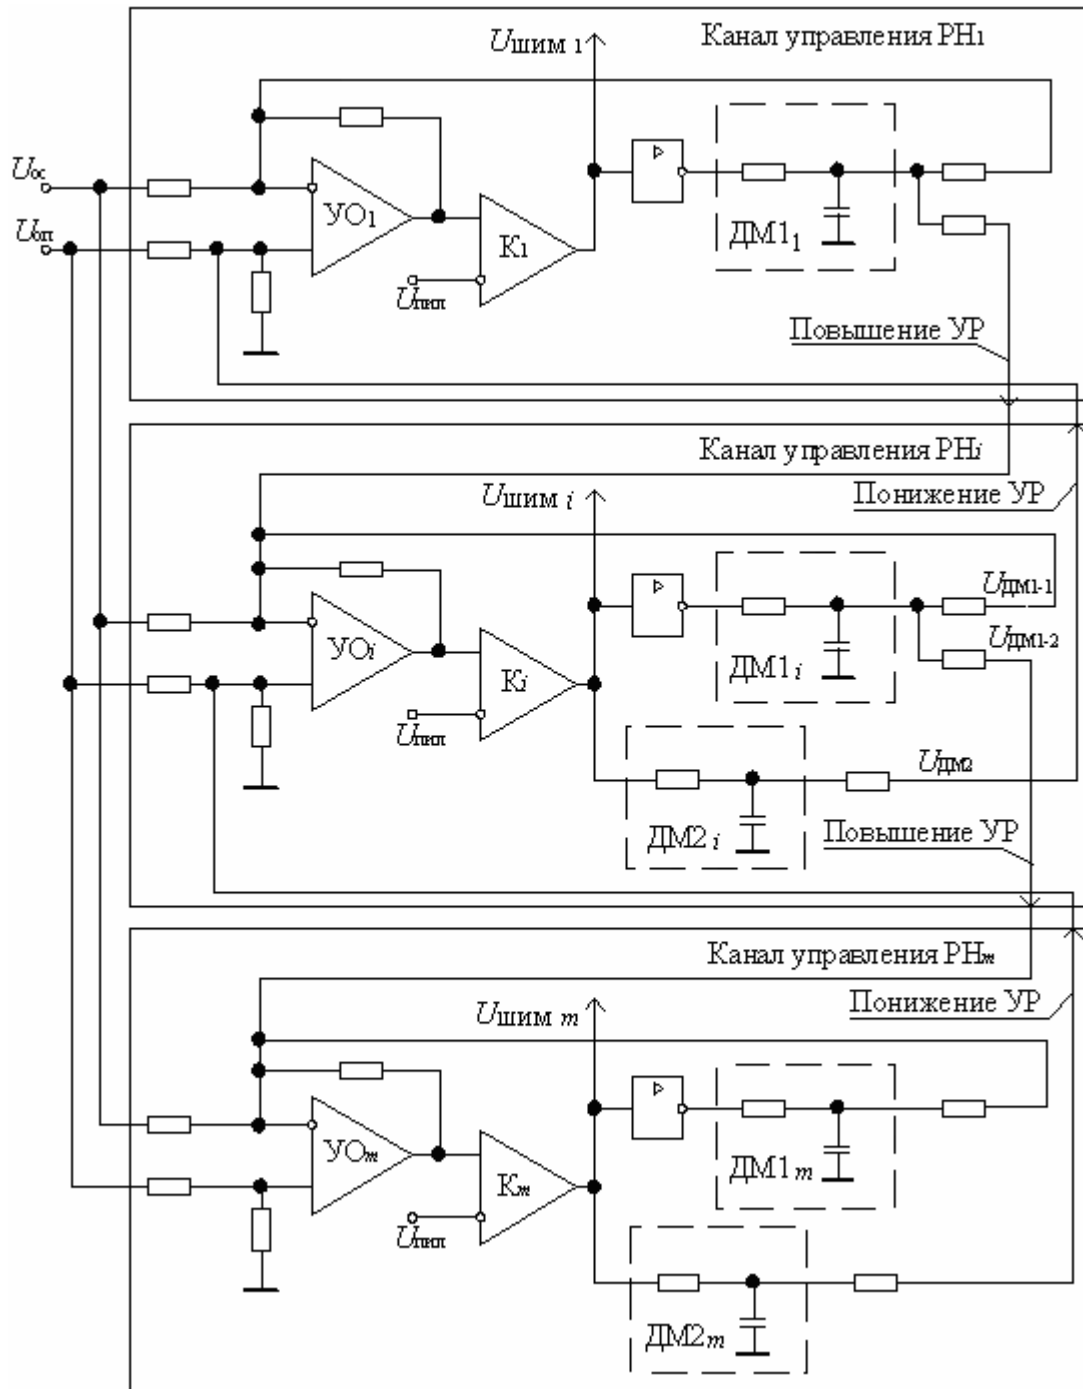 Uшим 1
Канал управления РН1
Uос
Uоп
УО1
К1
Uпил
ДМ11
Повышение УР
Канал управления РНi
Понижение УР
Uшим i
УОi
Кi
Uпил
ДМ1i
UДМ1-1
UДМ1-2
UДМ2
ДМ2i
Повышение УР
Канал управления РНm
Понижение УР
Uшим m
УОm
Кm
Uпил
ДМ1m
ДМ2m